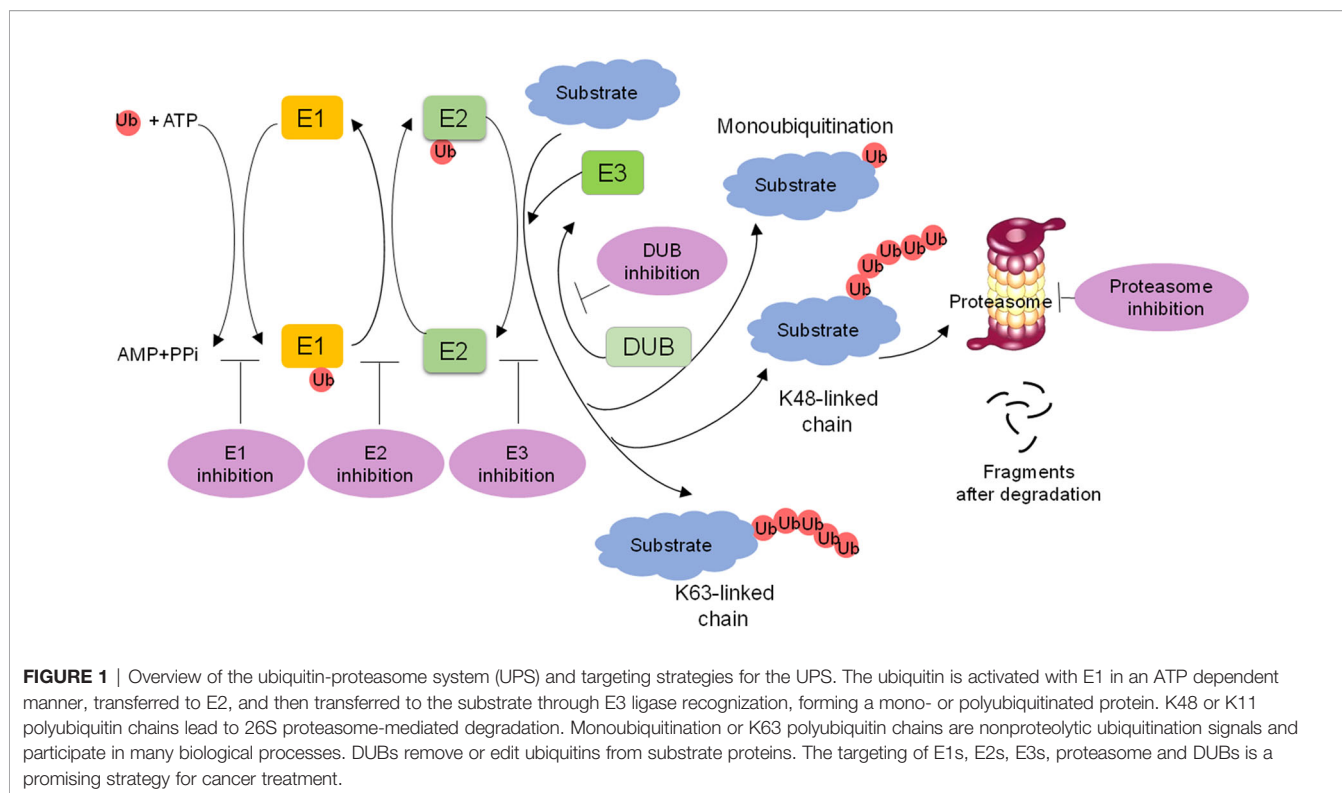 Substrate
Ub + ATP
E1
E2
Ub
E3
Monoubiquitination
Ub
Substrate
DUB
inhibition
Ub Ub Ub Ub Ub
Substrate
Proteasome
Proteasome
inhibition
AMP+PPi
E1
Ub
E2
DUB
K48-linked
chain
E1
inhibition
E2
inhibition
E3
inhibition
Fragments
after degradation
Substrate
Ub Ub Ub Ub Ub
K63-linked
chain
FIGURE 1 | Overview of the ubiquitin-proteasome system (UPS) and targeting strategies for the UPS. The ubiquitin is activated with E1 in an ATP dependent
manner, transferred to E2, and then transferred to the substrate through E3 ligase recognition, forming a mono- or polyubiquitinated protein. K48 or K11
polyubiquitin chains lead to 26S proteasome-mediated degradation. Monoubiquitination or K63 polyubiquitin chains are nonproteolytic ubiquitination signals and
participate in many biological processes. DUBs remove or edit ubiquitins from substrate proteins. The targeting of E1s, E2s, E3s, proteasome and DUBs is a
promising strategy for cancer treatment.